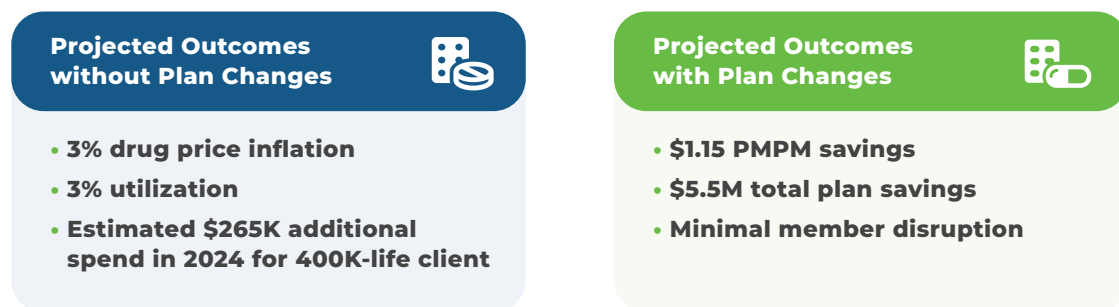 Projected Outcomes
without Plan Changes
• 3% drug price inflation
• 3% utilization
• Estimated $265K additional
spend in 2024 for 400K-life client
Projected Outcomes
with Plan Changes
• $1.15 PMPM savings
• $5.5M total plan savings
• Minimal member disruption